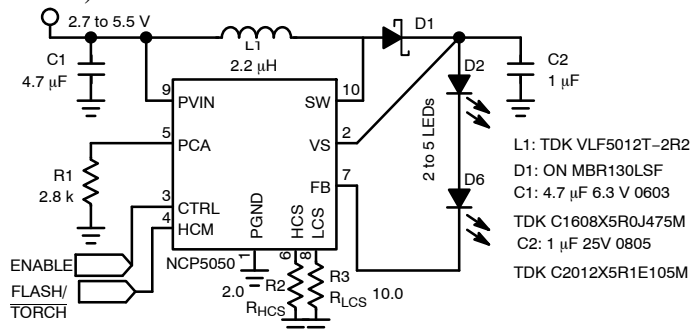 2.7 to 5.5 V
L1
2.2 μH
D1
C1
4.7 μF
C2
1 μF
D2
2 to 5 LEDs
D6
9
PVIN
SW
10
5
PCA
VS
2
FB
7
R1
2.8 k
3
CTRL
4
HCM
PGND
HCS
LCS
1
6
8
NCP5050
ENABLE
FLASH/
TORCH
2.0
R2
RHCS
R3
RLCS
10.0
L1: TDK VLF5012T−2R2
D1: ON MBR130LSF
C1: 4.7 μF 6.3 V 0603
TDK C1608X5R0J475M
C2: 1 μF 25V 0805
TDK C2012X5R1E105M